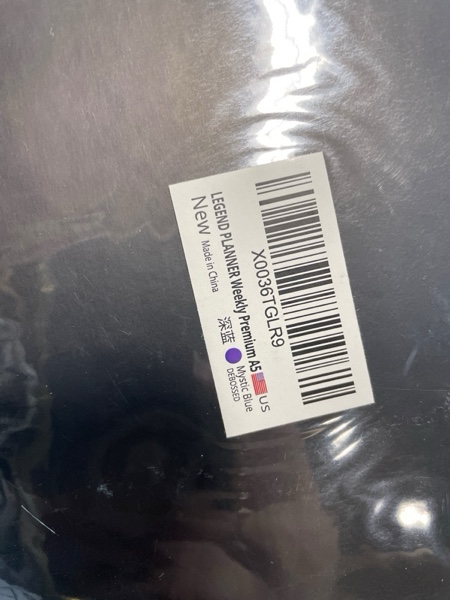 X0036TGLR9
LEGEND PLANNER Weekly Premium A5 US
New Made in China
深蓝 Mystic Blue
DEBOSSED